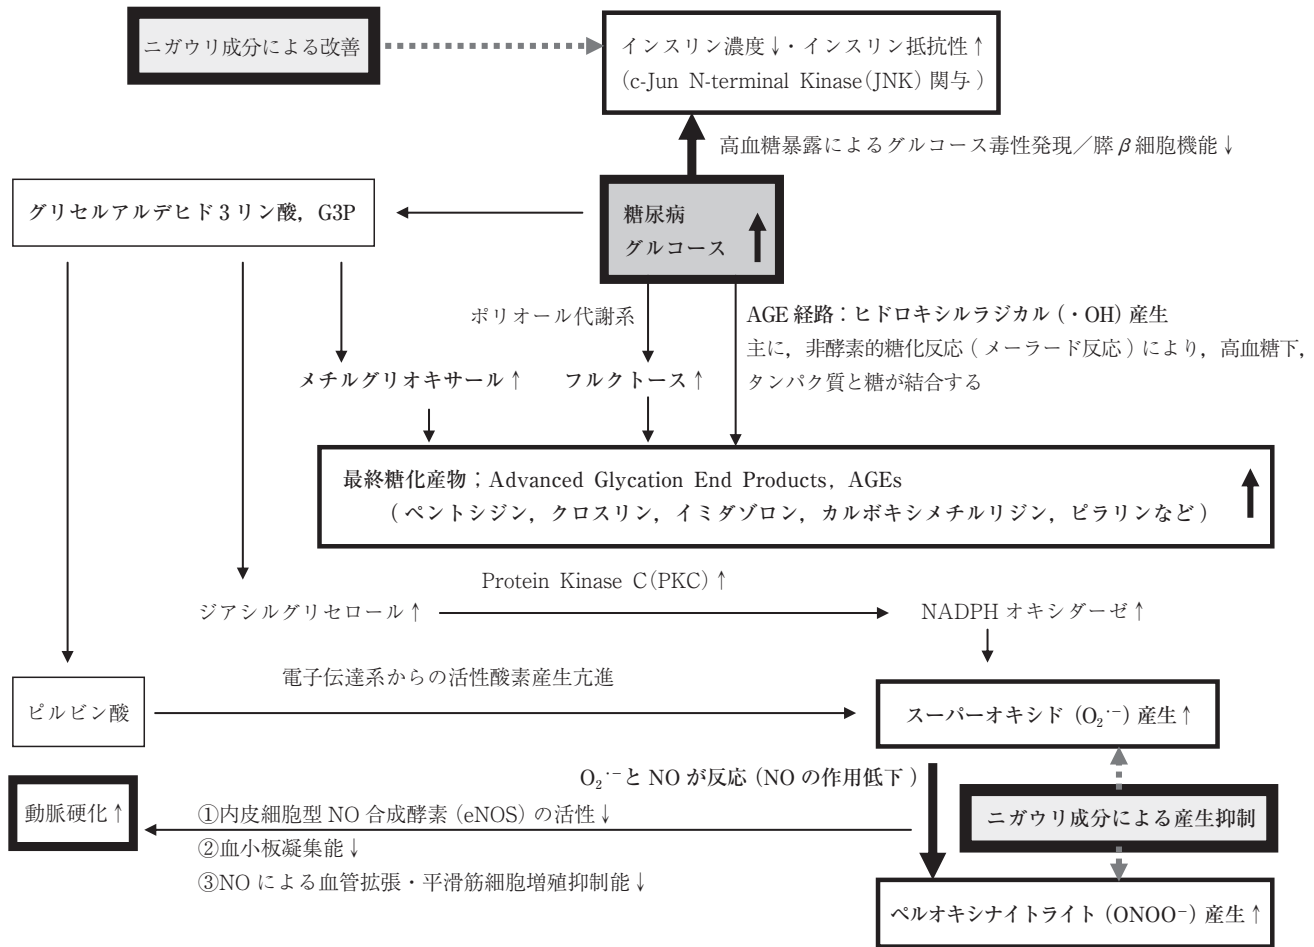 ニガウリ成分による改善
インスリン濃度↓・インスリン抵抗性↑
(c-Jun N-terminal Kinase(JNK) 関与 )
高血糖暴露によるグルコース毒性発現／膵β細胞機能↓
グリセルアルデヒド3リン酸，G3P
糖尿病
グルコース
ポリオール代謝系
AGE 経路：ヒドロキシルラジカル (・OH) 産生
主に，非酵素的糖化反応 ( メーラード反応 ) により，高血糖下，
タンパク質と糖が結合する
メチルグリオキサール↑
フルクトース↑
最終糖化産物；Advanced Glycation End Products，AGEs
( ペントシジン，クロスリン，イミダゾロン，カルボキシメチルリジン，ピラリンなど )
Protein Kinase C(PKC) ↑
ジアシルグリセロール↑
NADPH オキシダーゼ↑
電子伝達系からの活性酸素産生亢進
ピルビン酸
スーパーオキシド (O₂˙⁻) 産生↑
O₂˙⁻と NO が反応 (NO の作用低下 )
動脈硬化↑
①内皮細胞型 NO 合成酵素 (eNOS) の活性↓
②血小板凝集能↓
③NO による血管拡張・平滑筋細胞増殖抑制能↓
ニガウリ成分による産生抑制
ペルオキシナイトライト (ONOO⁻) 産生↑